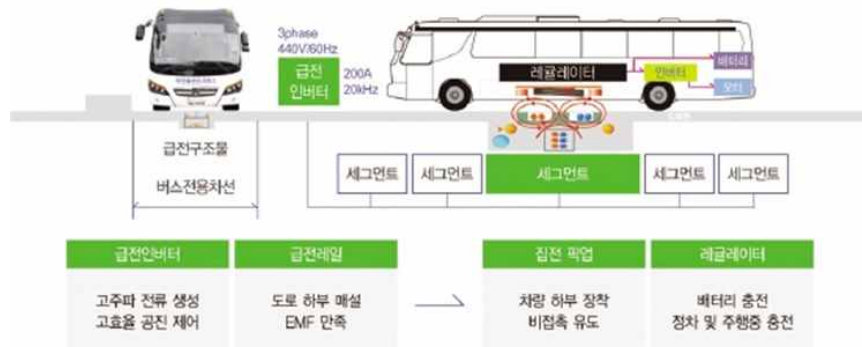 3phase
440V/60Hz
급전
인버터
200A
20kHz
레귤레이터
인버터
배터리
모터
급전구조물
버스전용차선
세그먼트
세그먼트
세그먼트
세그먼트
세그먼트
급전인버터
고주파 전류 생성
고효율 공진 제어
급전레일
도로 하부 매설
EMF 만족
집전 픽업
차량 하부 장착
비접촉 유도
레귤레이터
배터리 충전
정차 및 주행중 충전